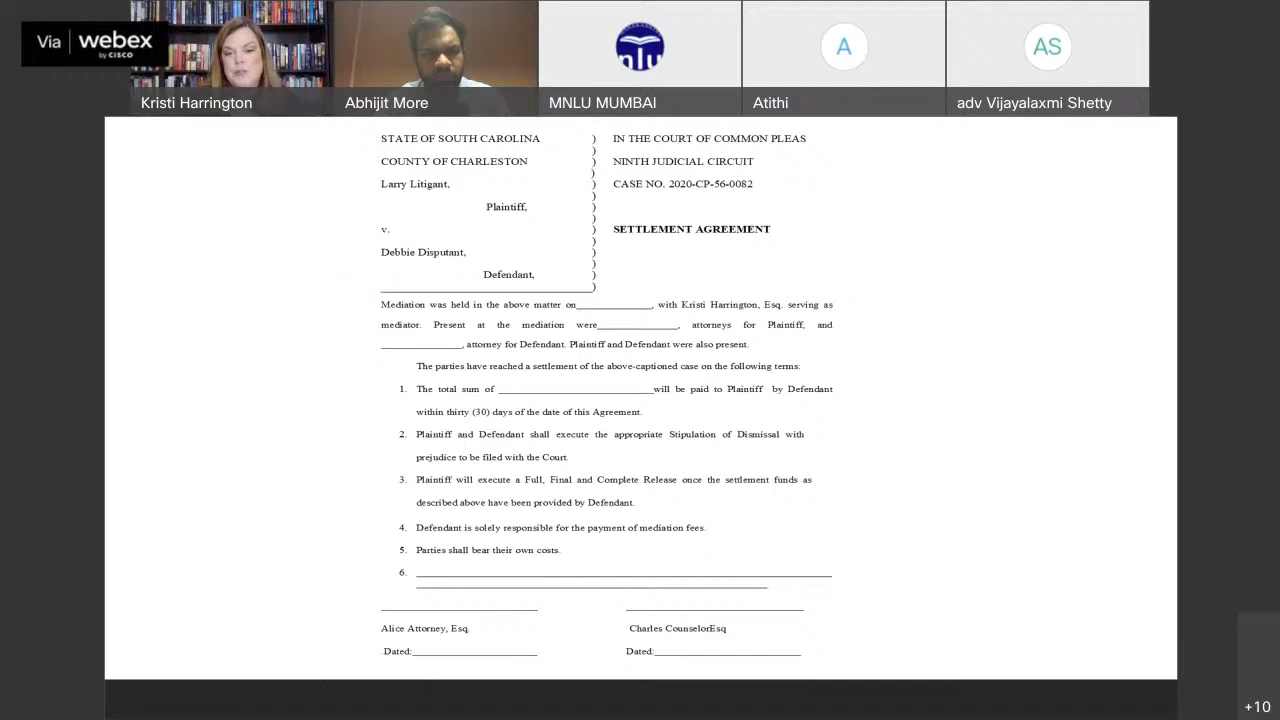 Via webex
by CISCO
Kristi Harrington
Abhijit More
MNLU MUMBAI
Atithi
adv Vijayalaxmi Shetty
nlu
A
AS
STATE OF SOUTH CAROLINA ) IN THE COURT OF COMMON PLEAS
)
COUNTY OF CHARLESTON ) NINTH JUDICIAL CIRCUIT
)
Larry Litigant, ) CASE NO. 2020-CP-56-0082
)
Plaintiff, )
)
v. ) SETTLEMENT AGREEMENT
)
Debbie Disputant, )
)
Defendant, )
____________________)
Mediation was held in the above matter on______________, with Kristi Harrington, Esq. serving as
mediator. Present at the mediation were_______________, attorneys for Plaintiff, and
_______________, attorney for Defendant. Plaintiff and Defendant were also present.
The parties have reached a settlement of the above-captioned case on the following terms:
1. The total sum of ____________________________will be paid to Plaintiff by Defendant
within thirty (30) days of the date of this Agreement.
2. Plaintiff and Defendant shall execute the appropriate Stipulation of Dismissal with
prejudice to be filed with the Court.
3. Plaintiff will execute a Full, Final and Complete Release once the settlement funds as
described above have been provided by Defendant.
4. Defendant is solely responsible for the payment of mediation fees.
5. Parties shall bear their own costs.
6. ____________________
Alice Attorney, Esq. Charles CounselorEsq
Dated:_______________________ Dated:___________________________
+10